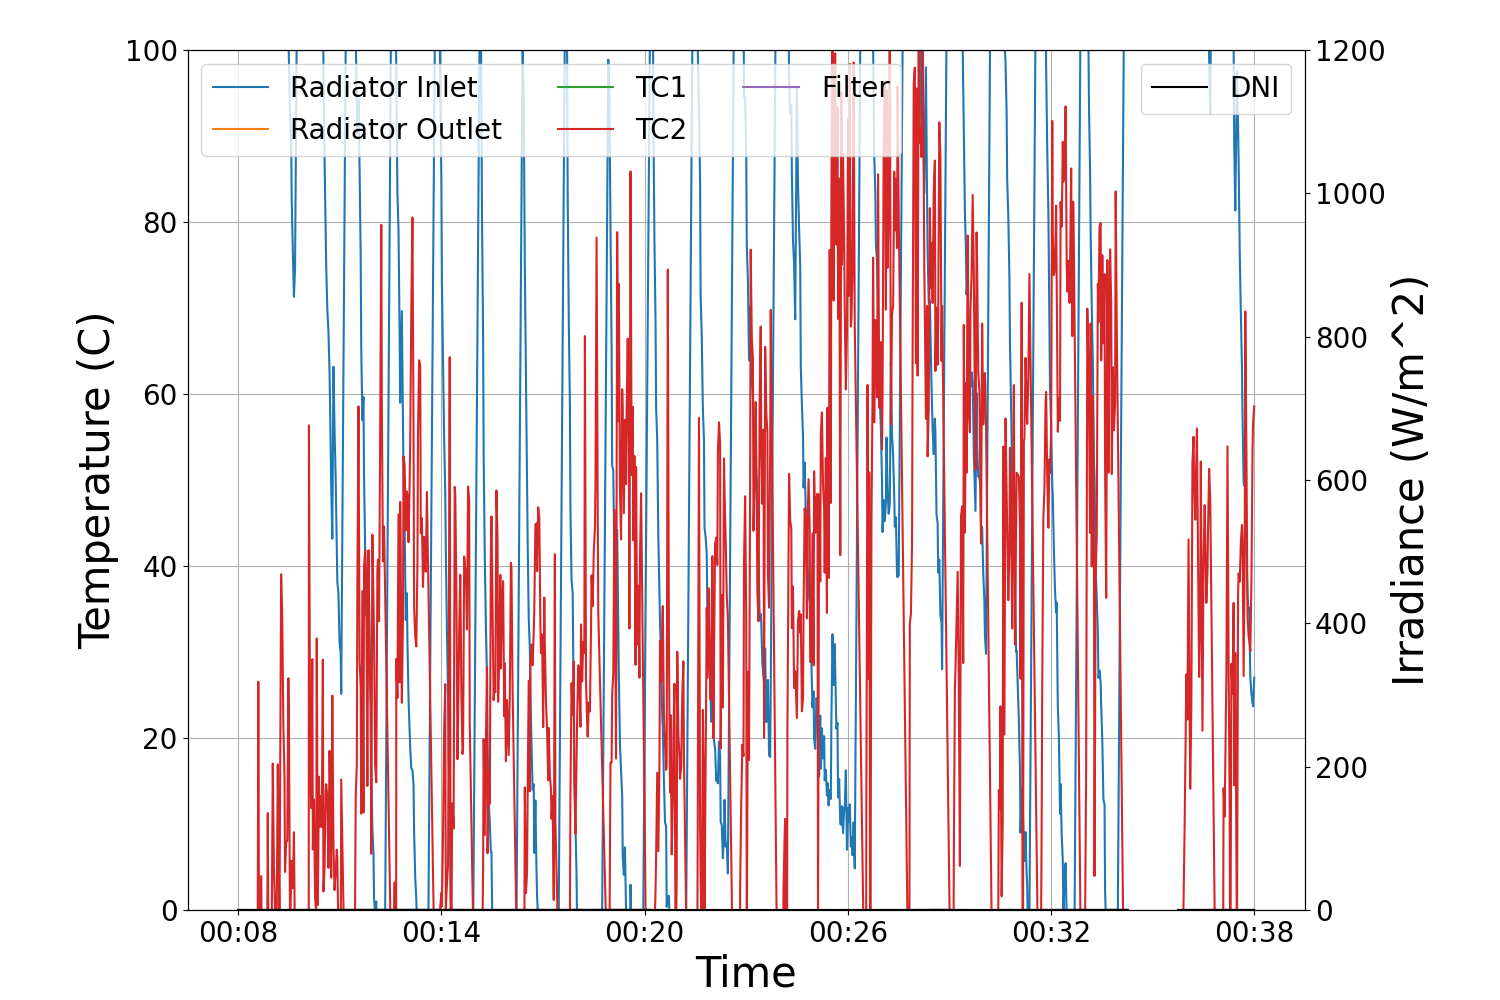 Radiator Inlet
Radiator Outlet
TC1
TC2
Filter
DNI
Temperature (C)
100
80
60
40
20
0
1200
1000
800
600
400
200
0
Irradiance (W/m^2)
00:08 00:14 00:20 00:26 00:32 00:38
Time